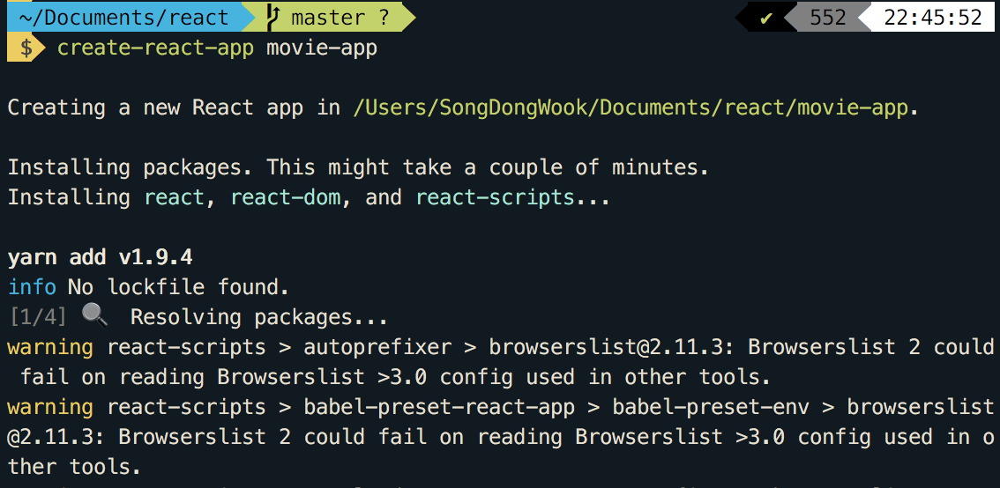 ~/Documents/react master ? ✔ 552 22:45:52
$ create-react-app movie-app
Creating a new React app in /Users/SongDongWook/Documents/react/movie-app.
Installing packages. This might take a couple of minutes.
Installing react, react-dom, and react-scripts...
yarn add v1.9.4
info No lockfile found.
[1/4] 🔍 Resolving packages...
warning react-scripts > autoprefixer > browserslist@2.11.3: Browserslist 2 could
fail on reading Browserslist >3.0 config used in other tools.
warning react-scripts > babel-preset-react-app > babel-preset-env > browserslist
@2.11.3: Browserslist 2 could fail on reading Browserslist >3.0 config used in o
ther tools.